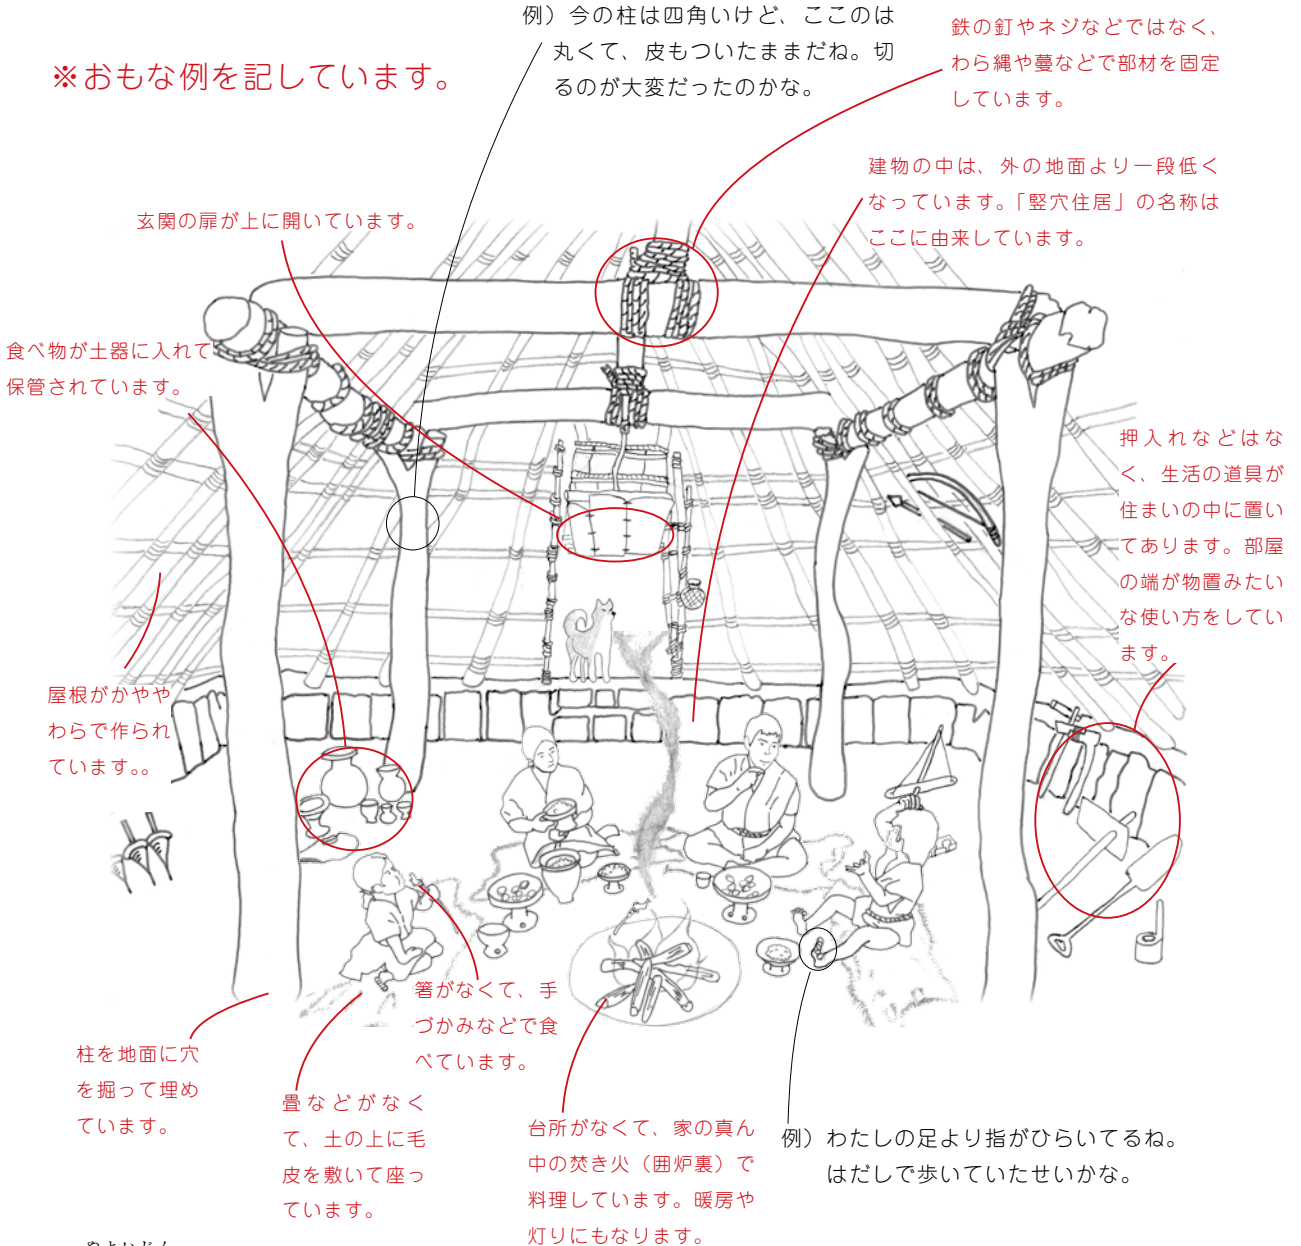 例）今の柱は四角いけど、ここのは
丸くて、皮もついたままだね。切
るのが大変だったのかな。
鉄の釘やネジなどではなく、
わら縄や蔓などで部材を固定
しています。
※おもな例を記しています。
建物の中は、外の地面より一段低く
なっています。「竪穴住居」の名称は
ここに由来しています。
玄関の扉が上に開いています。
食べ物が土器に入れて
保管されています。
押入れなどはな
く、生活の道具が
住まいの中に置い
てあります。部屋
の端が物置みたい
な使い方をしてい
ます。
屋根がかやや
わらで作られ
ています。。
箸がなくて、手
づかみなどで食
べています。
柱を地面に穴
を掘って埋め
ています。
畳などがなく
て、土の上に毛
皮を敷いて座っ
ています。
台所がなくて、家の真ん
中の焚き火（囲炉裏）で
料理しています。暖房や
灯りにもなります。
例）わたしの足より指がひらいてるね。
はだしで歩いていたせいかな。